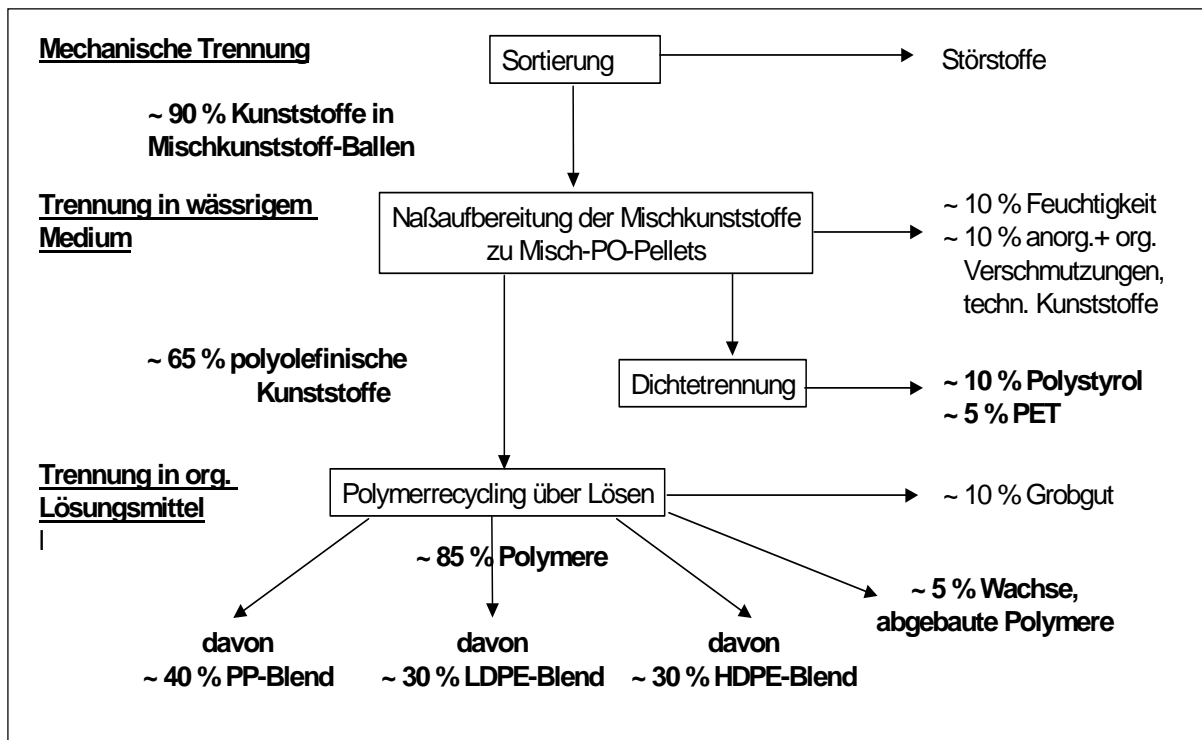 Mechanische Trennung
Sortierung
Störstoffe
~ 90 % Kunststoffe in
Mischkunststoff-Ballen
Trennung in wässrigem
Medium
Naßaufbereitung der Mischkunststoffe
zu Misch-PO-Pellets
~ 10 % Feuchtigkeit
~ 10 % anorg.+ org.
Verschmutzungen,
techn. Kunststoffe
~ 65 % polyolefinische
Kunststoffe
Dichtetrennung
~ 10 % Polystyrol
~ 5 % PET
Trennung in org.
Lösungsmittel
l
Polymerrecycling über Lösen
~ 10 % Grobgut
~ 85 % Polymere
~ 5 % Wachse,
abgebaute Polymere
davon
~ 40 % PP-Blend
davon
~ 30 % LDPE-Blend
davon
~ 30 % HDPE-Blend